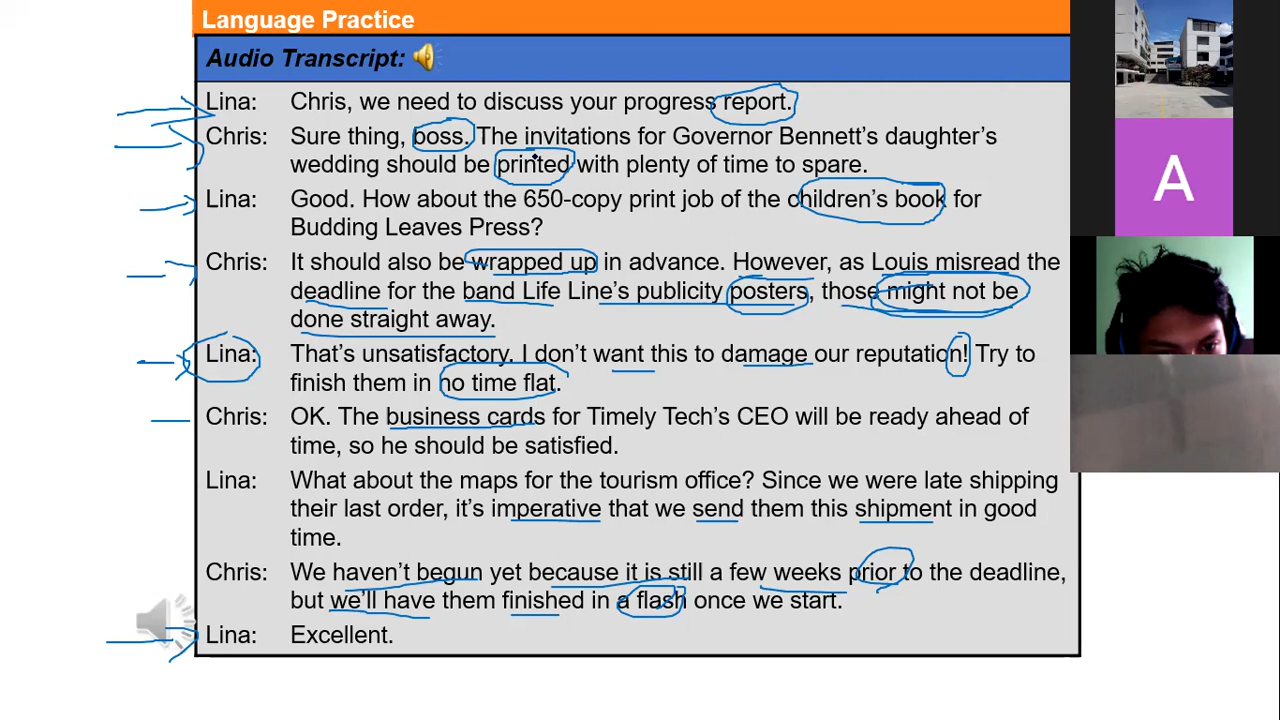 Language Practice
Audio Transcript:
Lina: Chris, we need to discuss your progress report.
Chris: Sure thing, boss. The invitations for Governor Bennett's daughter's
wedding should be printed with plenty of time to spare.
Lina: Good. How about the 650-copy print job of the children's book for
Budding Leaves Press?
Chris: It should also be wrapped up in advance. However, as Louis misread the
deadline for the band Life Line's publicity posters, those might not be
done straight away.
Lina: That's unsatisfactory. I don't want this to damage our reputation! Try to
finish them in no time flat.
Chris: OK. The business cards for Timely Tech's CEO will be ready ahead of
time, so he should be satisfied.
Lina: What about the maps for the tourism office? Since we were late shipping
their last order, it's imperative that we send them this shipment in good
time.
Chris: We haven't begun yet because it is still a few weeks prior to the deadline,
but we'll have them finished in a flash once we start.
Lina: Excellent.
A